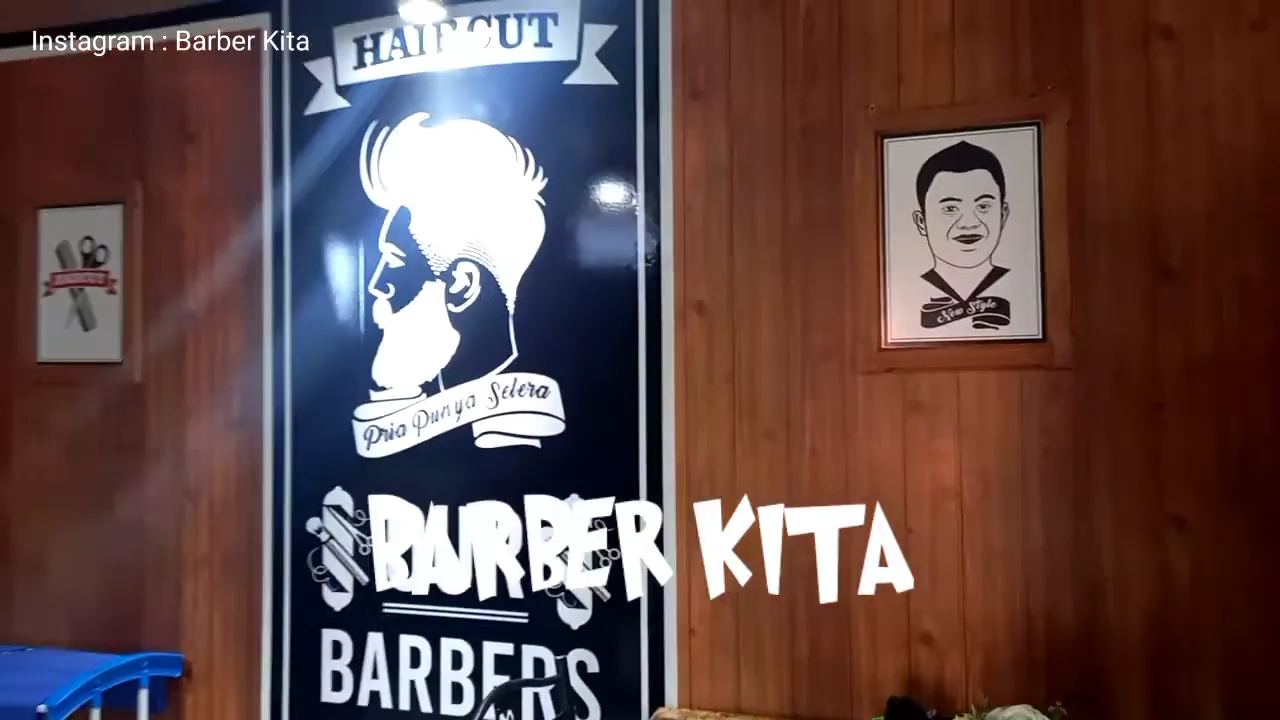 Instagram : Barber Kita
HAIRCUT
Pria Punya Selera
New Style
BARBER KITA
BARBERS